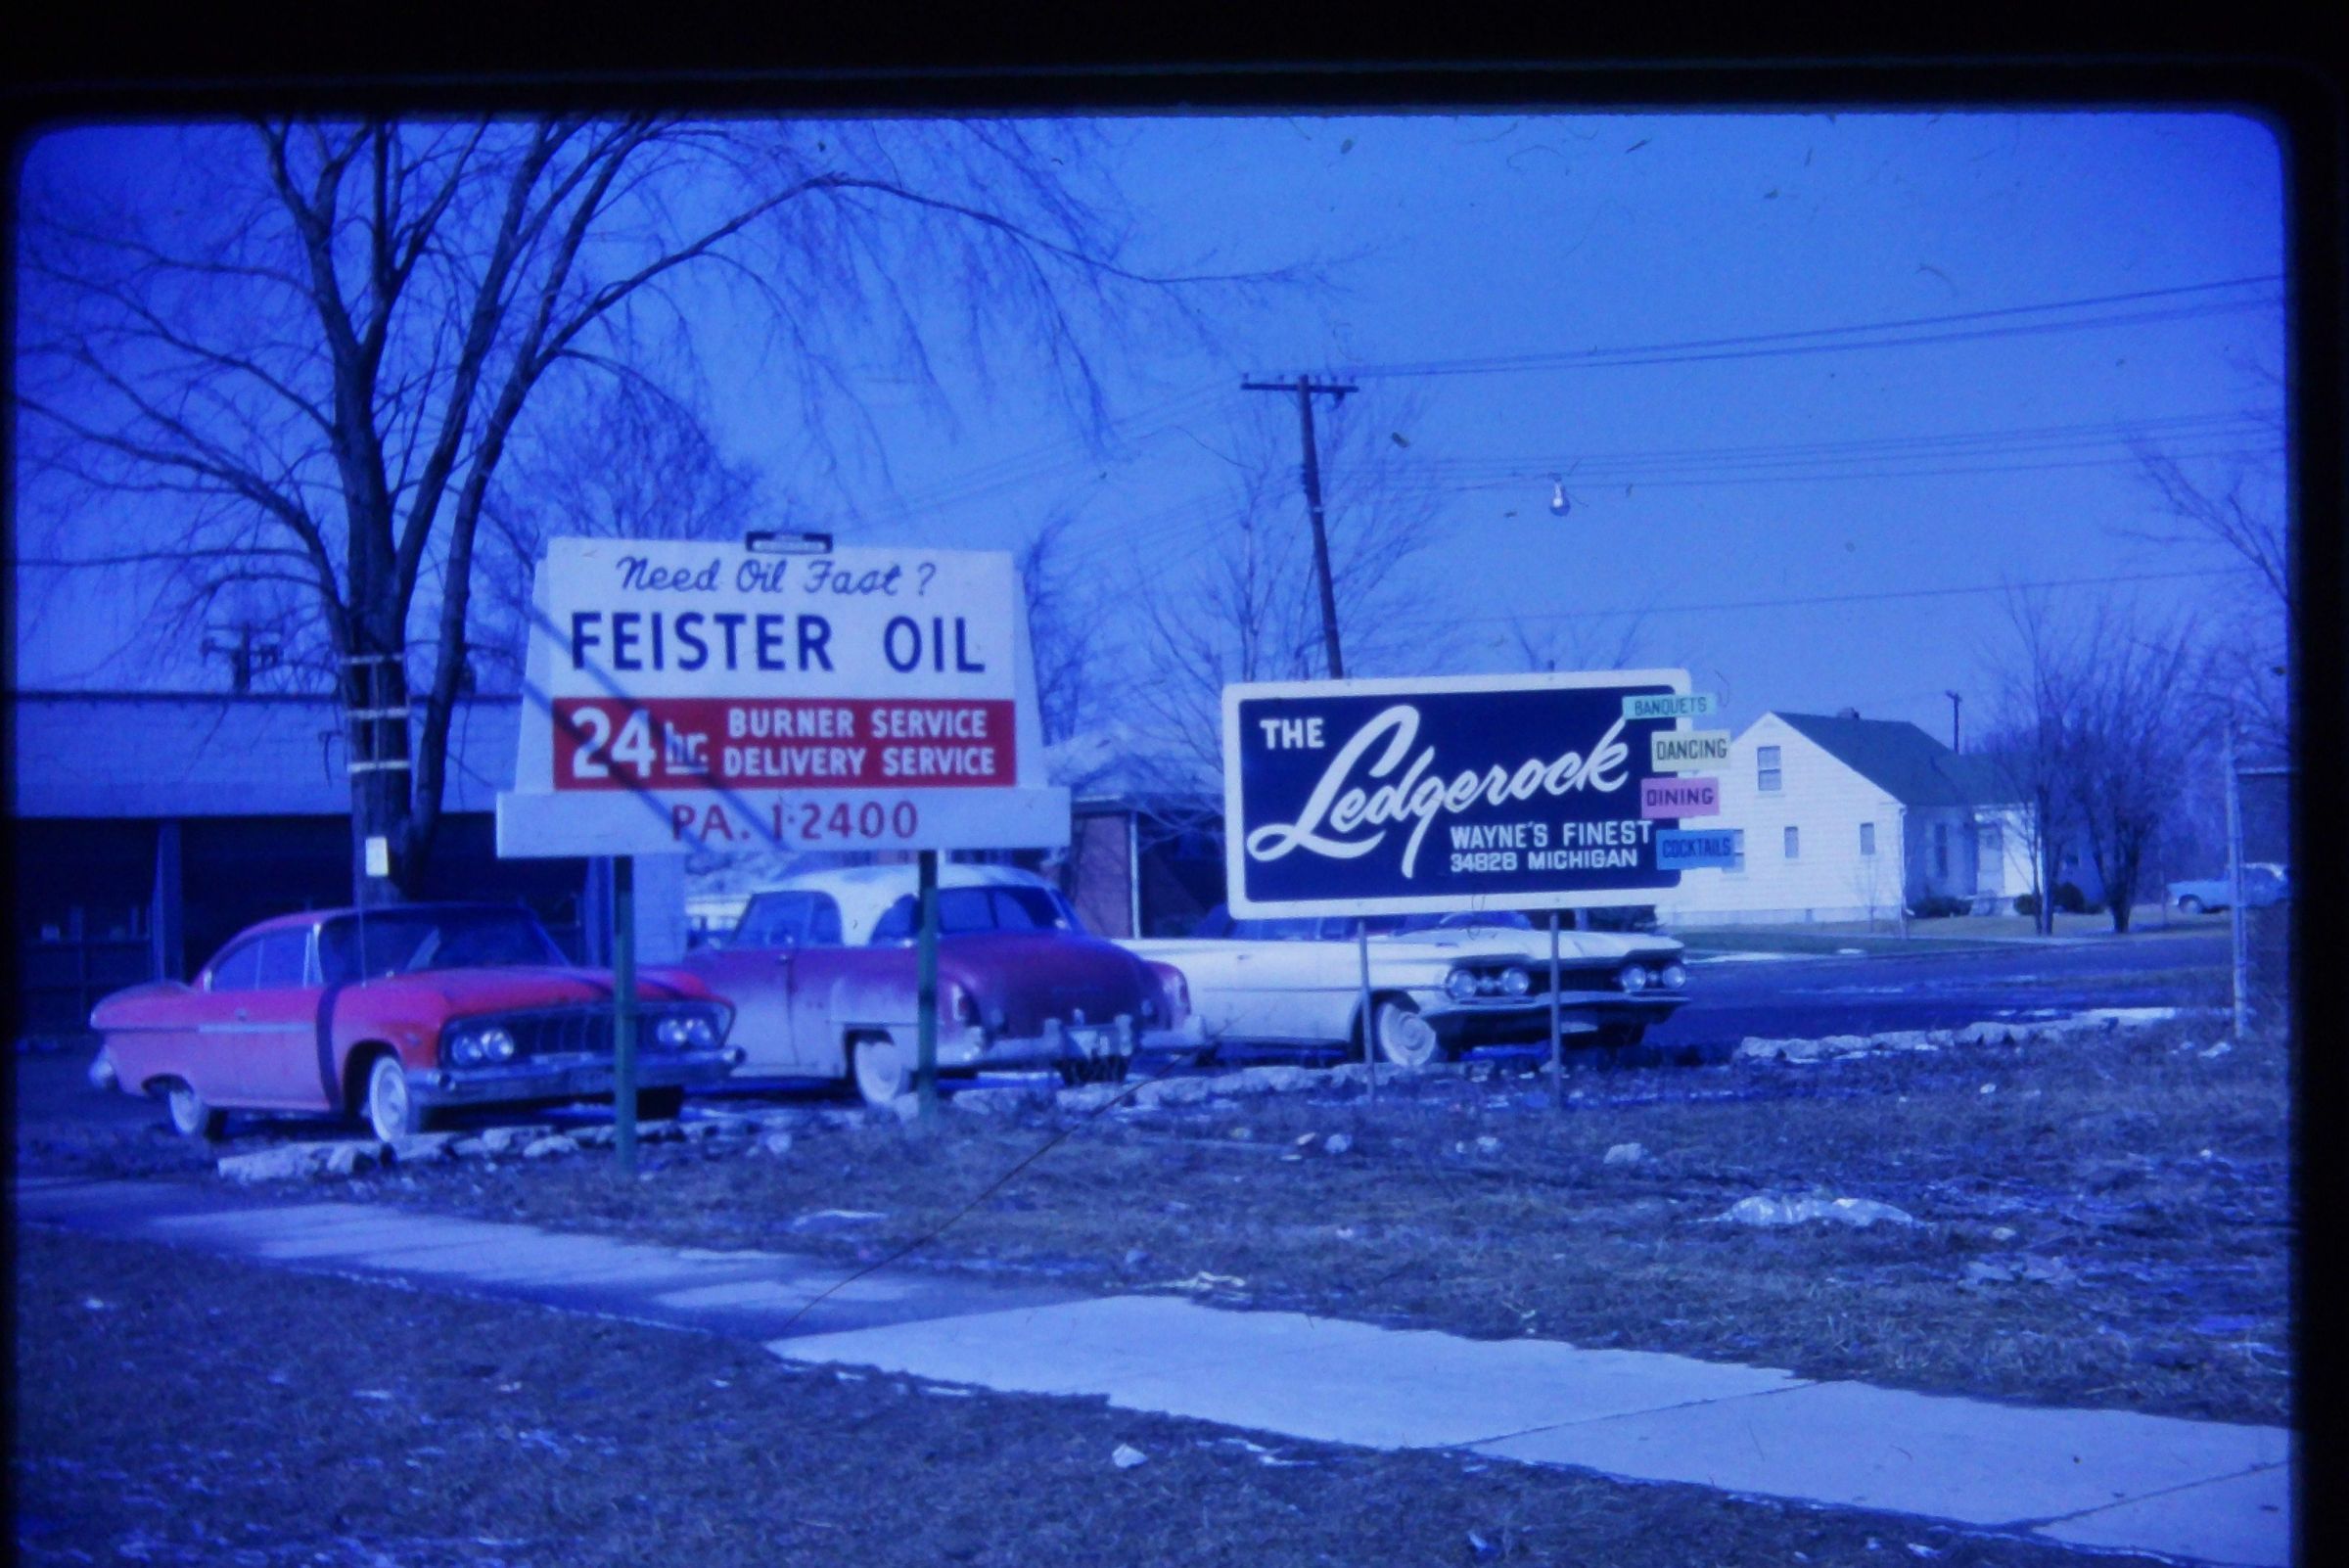 Need Oil Fast?
FEISTER OIL
24 hr.
BURNER SERVICE
DELIVERY SERVICE
PA. 1-2400
THE
Ledgerock
WAYNE'S FINEST
34828 MICHIGAN
BANQUETS
DANCING
DINING
COCKTAILS